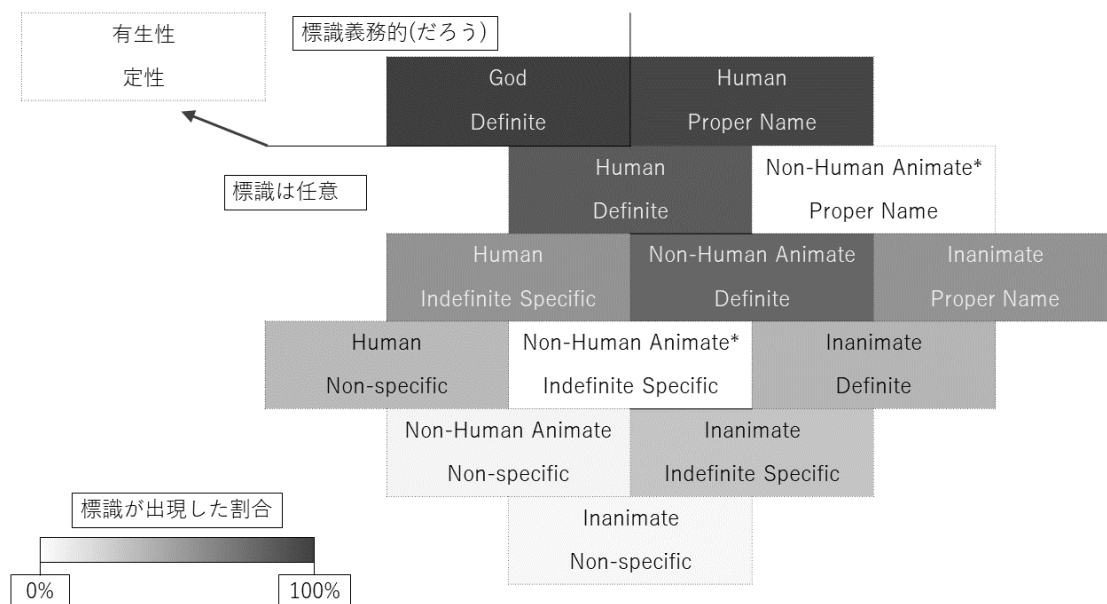 有生性
定性
標識義務的(だろう)
God
Definite
Human
Proper Name
標識は任意
Human
Definite
Non-Human Animate*
Proper Name
Human
Indefinite Specific
Non-Human Animate
Definite
Inanimate
Proper Name
Human
Non-specific
Non-Human Animate*
Indefinite Specific
Inanimate
Definite
Non-Human Animate
Non-specific
Inanimate
Indefinite Specific
Inanimate
Non-specific
標識が出現した割合
0%
100%